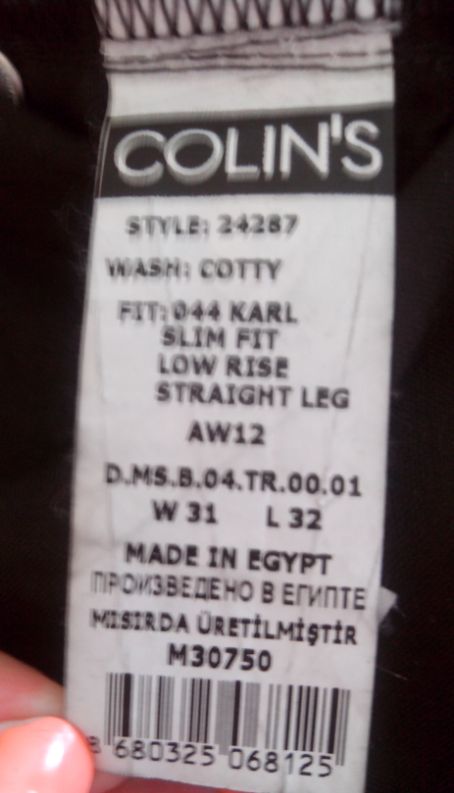 COLIN'S
STYLE: 24287
WASH: COTTY
FIT: 044 KARL
SLIM FIT
LOW RISE
STRAIGHT LEG
AW12
D.MS.B.04.TR.00.01
W 31 L 32
MADE IN EGYPT
ПРОИЗВЕДЕНО В ЕГИПТЕ
MISIRDA ÜRETİLMİŞTİR
M30750
8 680325 068125